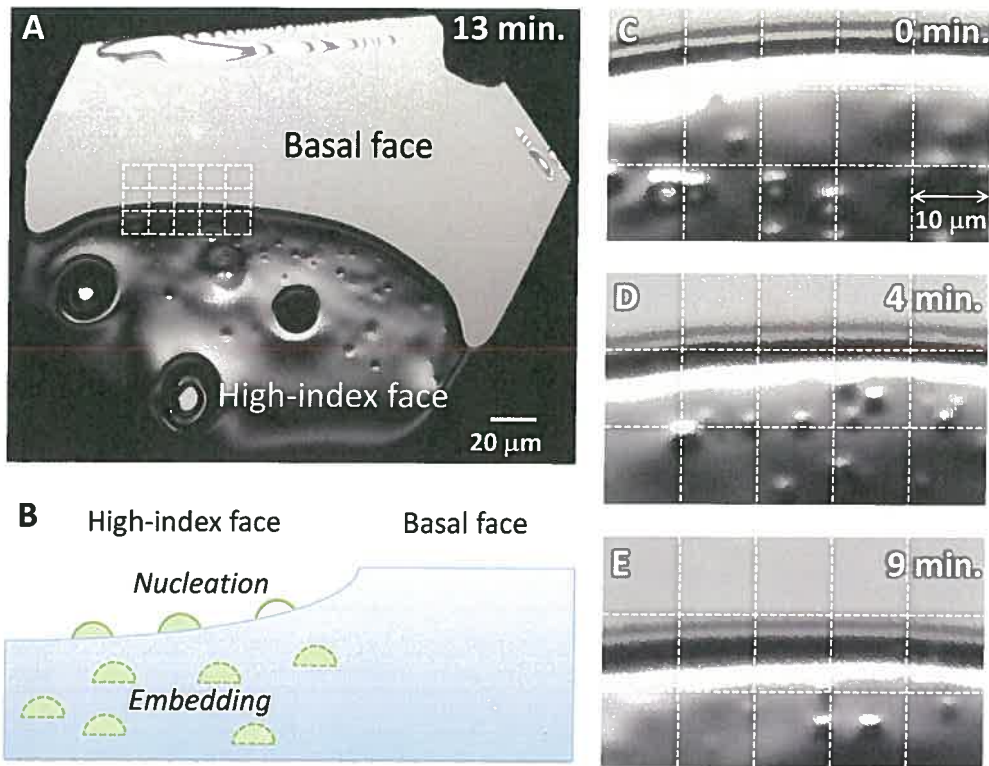 A
13 min.
Basal face
High-index face
20 µm
B
High-index face
Basal face
Nucleation
Embedding
C
0 min.
10 µm
D
4 min.
E
9 min.